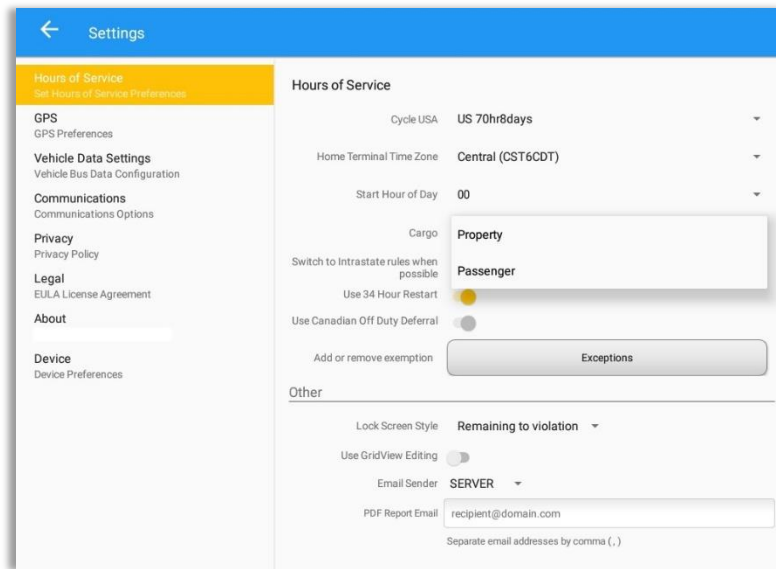 Settings
Hours of Service
Set Hours of Service Preferences
GPS
GPS Preferences
Vehicle Data Settings
Vehicle Bus Data Configuration
Communications
Communications Options
Privacy
Privacy Policy
Legal
EULA License Agreement
About
Device
Device Preferences
Hours of Service
Cycle USA US 70hr8days
Home Terminal Time Zone Central (CST6CDT)
Start Hour of Day 00
Cargo Property
Passenger
Switch to Intrastate rules when
possible
Use 34 Hour Restart
Use Canadian Off Duty Deferral
Add or remove exemption Exceptions
Other
Lock Screen Style Remaining to violation
Use GridView Editing
Email Sender SERVER
PDF Report Email recipient@domain.com
Separate email addresses by comma ( , )